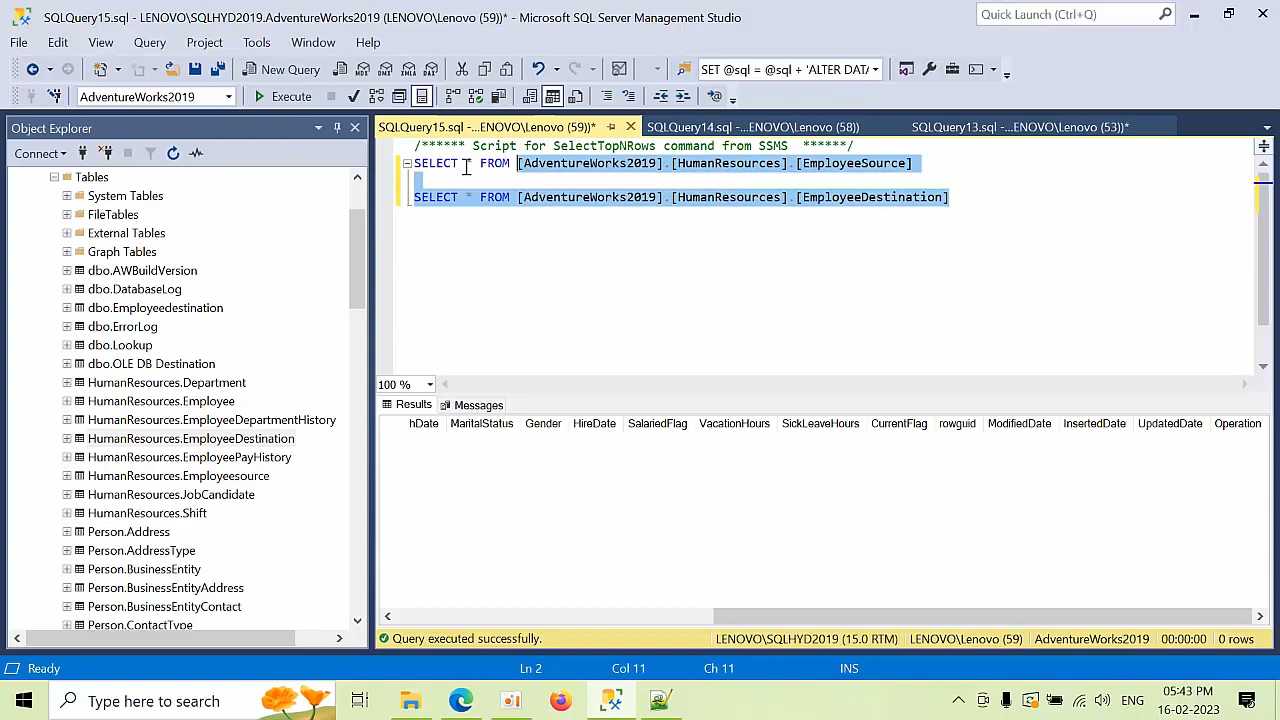 SQLQuery15.sql - LENOVO\SQLHYD2019.AdventureWorks2019 (LENOVO\Lenovo (59))* - Microsoft SQL Server Management Studio
Quick Launch (Ctrl+Q)
File Edit View Query Project Tools Window Help
New Query
MDX DMX XMLA DAX
SET @sql = @sql + 'ALTER DATA
AdventureWorks2019
Execute
Object Explorer
SQLQuery15.sql -...ENOVO\Lenovo (59))*
SQLQuery14.sql -...ENOVO\Lenovo (58))
SQLQuery13.sql -...ENOVO\Lenovo (53))*
Connect
Tables
System Tables
FileTables
External Tables
Graph Tables
dbo.AWBuildVersion
dbo.DatabaseLog
dbo.Employeedestination
dbo.ErrorLog
dbo.Lookup
dbo.OLE DB Destination
HumanResources.Department
HumanResources.Employee
HumanResources.EmployeeDepartmentHistory
HumanResources.EmployeeDestination
HumanResources.EmployeePayHistory
HumanResources.Employeesource
HumanResources.JobCandidate
HumanResources.Shift
Person.Address
Person.AddressType
Person.BusinessEntity
Person.BusinessEntityAddress
Person.BusinessEntityContact
Person.ContactType
/****** Script for SelectTopNRows command from SSMS ******/
SELECT * FROM [AdventureWorks2019].[HumanResources].[EmployeeSource]
SELECT * FROM [AdventureWorks2019].[HumanResources].[EmployeeDestination]
100 %
Results Messages
hDate MaritalStatus Gender HireDate SalariedFlag VacationHours SickLeaveHours CurrentFlag rowguid ModifiedDate InsertedDate UpdatedDate Operation
Query executed successfully. LENOVO\SQLHYD2019 (15.0 RTM) LENOVO\Lenovo (59) AdventureWorks2019 00:00:00 0 rows
Ready Ln 2 Col 11 Ch 11 INS
Type here to search
ENG
05:43 PM
16-02-2023